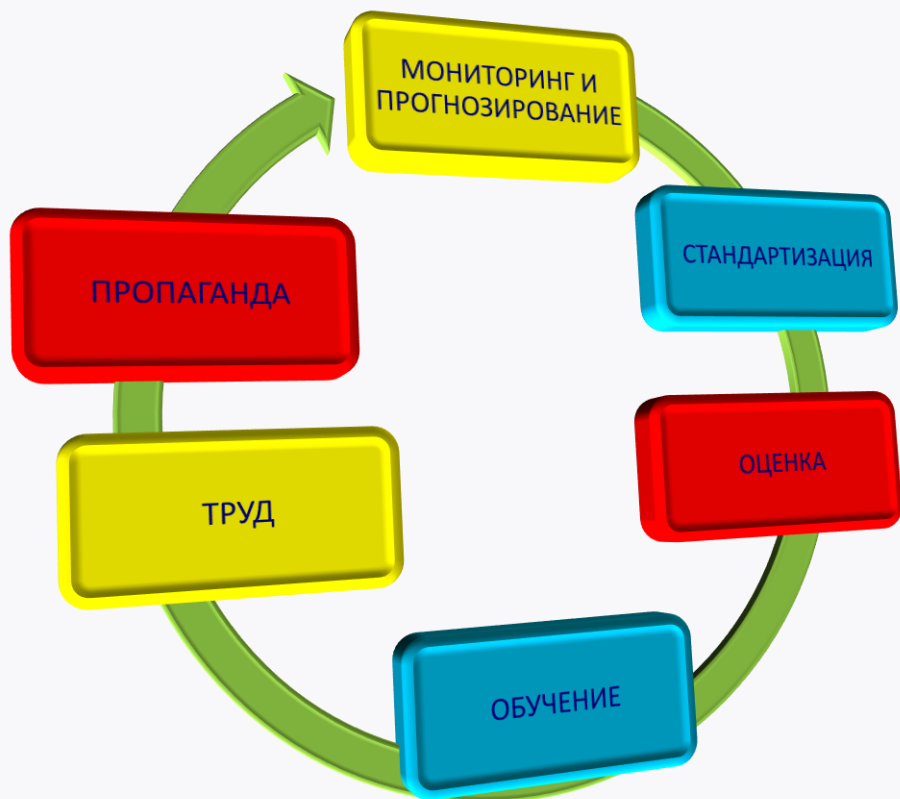 МОНИТОРИНГ И
ПРОГНОЗИРОВАНИЕ
СТАНДАРТИЗАЦИЯ
ОЦЕНКА
ОБУЧЕНИЕ
ТРУД
ПРОПАГАНДА